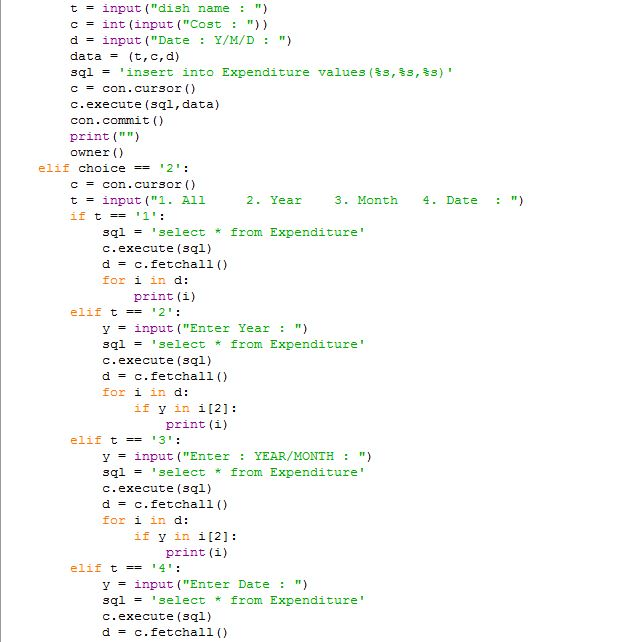 t = input("dish name : ")
c = int(input("Cost : "))
d = input("Date : Y/M/D : ")
data = (t,c,d)
sql = 'insert into Expenditure values(%s,%s,%s)'
c = con.cursor()
c.execute(sql,data)
con.commit()
print("")
owner()
elif choice == '2':
c = con.cursor()
t = input("1. All     2. Year    3. Month   4. Date  : ")
if t == '1':
sql = 'select * from Expenditure'
c.execute(sql)
d = c.fetchall()
for i in d:
print(i)
elif t == '2':
y = input("Enter Year : ")
sql = 'select * from Expenditure'
c.execute(sql)
d = c.fetchall()
for i in d:
if y in i[2]:
print(i)
elif t == '3':
y = input("Enter : YEAR/MONTH : ")
sql = 'select * from Expenditure'
c.execute(sql)
d = c.fetchall()
for i in d:
if y in i[2]:
print(i)
elif t == '4':
y = input("Enter Date : ")
sql = 'select * from Expenditure'
c.execute(sql)
d = c.fetchall()